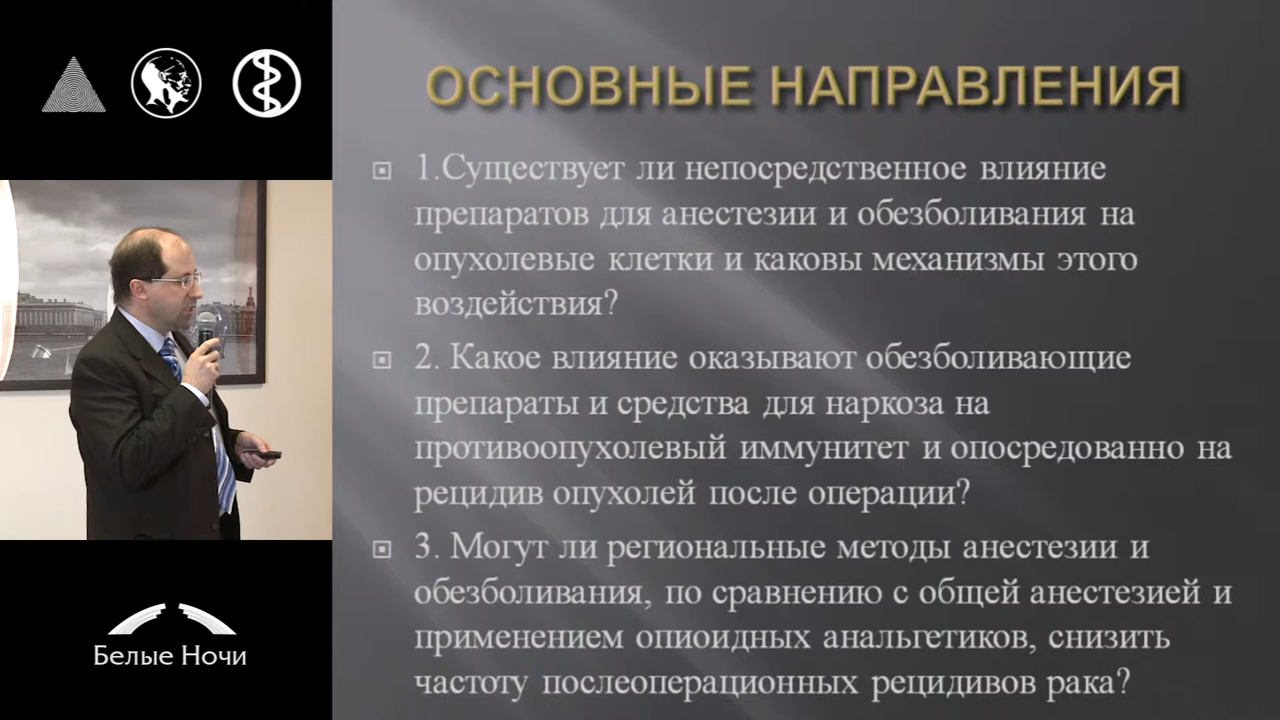 ОСНОВНЫЕ НАПРАВЛЕНИЯ
1.Существует ли непосредственное влияние
препаратов для анестезии и обезболивания на
опухолевые клетки и каковы механизмы этого
воздействия?
2. Какое влияние оказывают обезболивающие
препараты и средства для наркоза на
противоопухолевый иммунитет и опосредованно на
рецидив опухолей после операции?
3. Могут ли региональные методы анестезии и
обезболивания, по сравнению с общей анестезией и
применением опиоидных анальгетиков, снизить
частоту послеоперационных рецидивов рака?
Белые Ночи